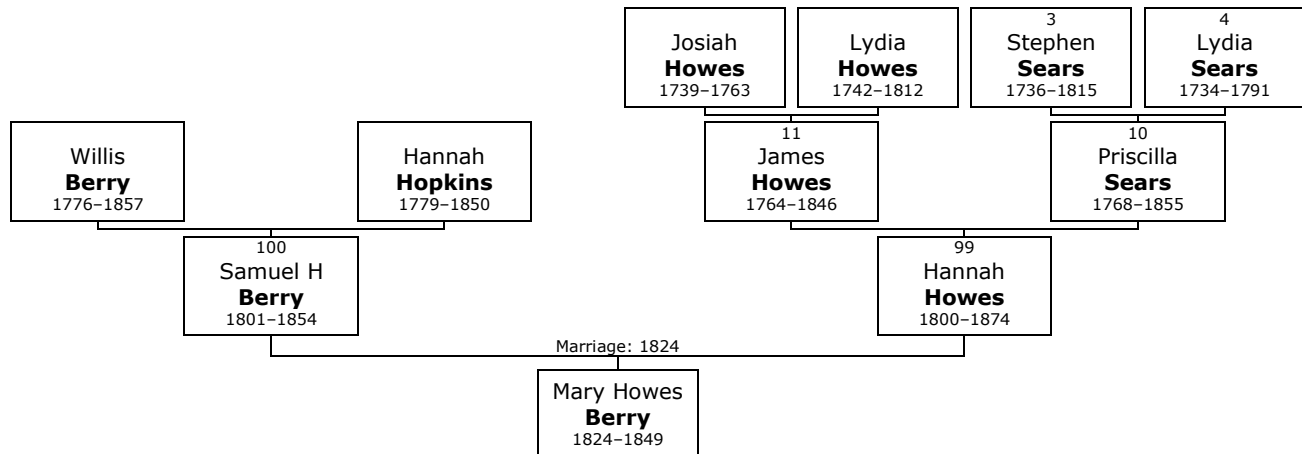 Josiah
Howes
1739–1763
Lydia
Howes
1742–1812
3
Stephen
Sears
1736–1815
4
Lydia
Sears
1734–1791
Willis
Berry
1776–1857
Hannah
Hopkins
1779–1850
11
James
Howes
1764–1846
10
Priscilla
Sears
1768–1855
100
Samuel H
Berry
1801–1854
99
Hannah
Howes
1800–1874
Marriage: 1824
Mary Howes
Berry
1824–1849